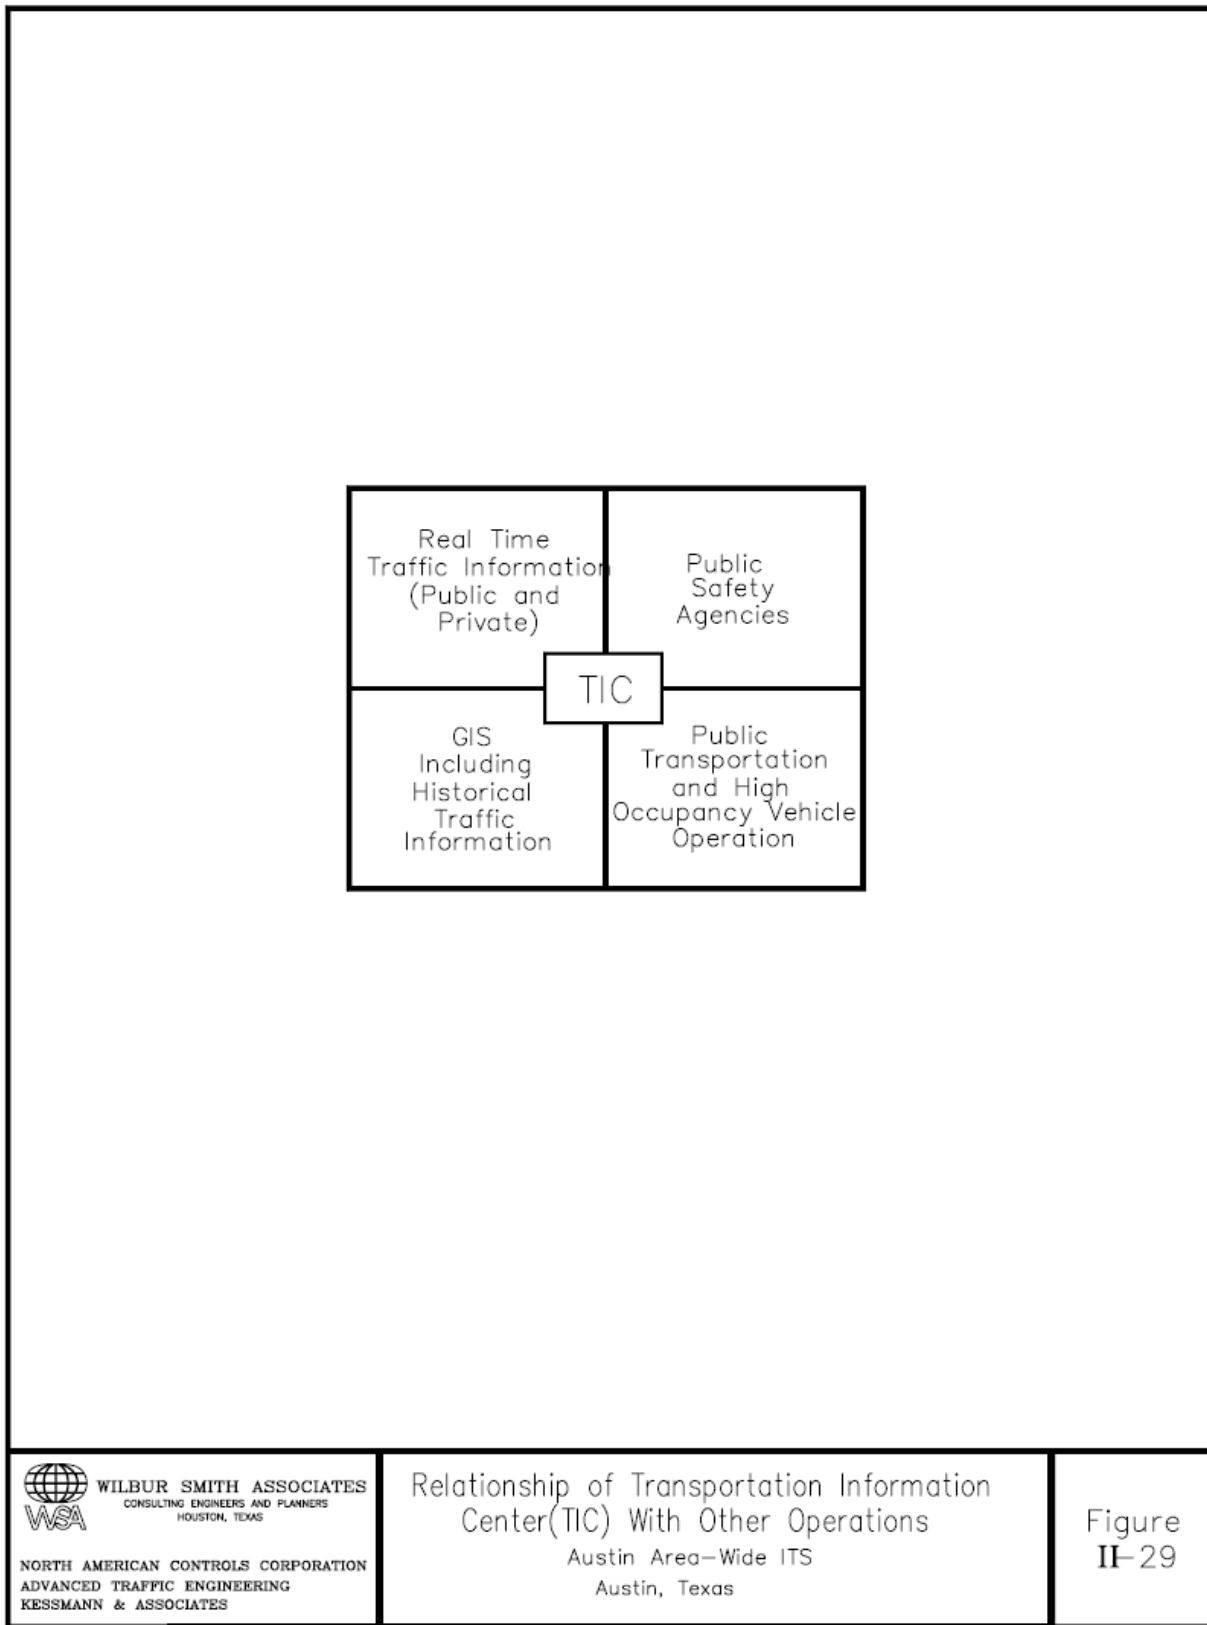 Real Time
Traffic Information
(Public and
Private)
Public
Safety
Agencies
TIC
GIS
Including
Historical
Traffic
Information
Public
Transportation
and High
Occupancy Vehicle
Operation
WSA
WILBUR SMITH ASSOCIATES
CONSULTING ENGINEERS AND PLANNERS
HOUSTON, TEXAS
NORTH AMERICAN CONTROLS CORPORATION
ADVANCED TRAFFIC ENGINEERING
KESSMANN & ASSOCIATES
Relationship of Transportation Information
Center(TIC) With Other Operations
Austin Area-Wide ITS
Austin, Texas
Figure
II-29